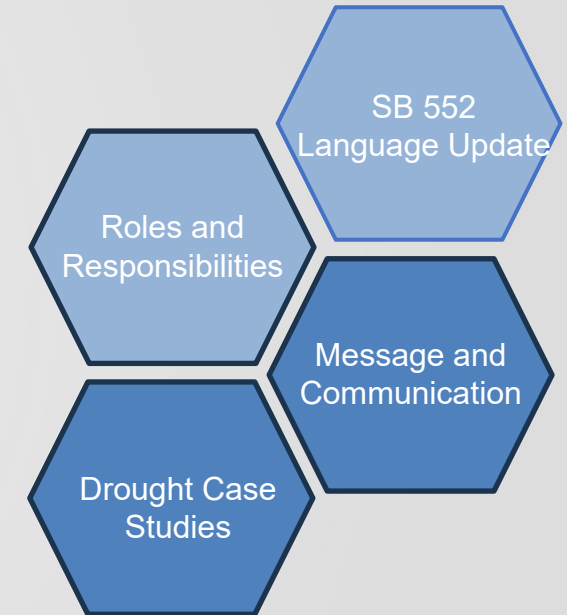 SB 552
Language Update
Roles and
Responsibilities
Message and
Communication
Drought Case
Studies